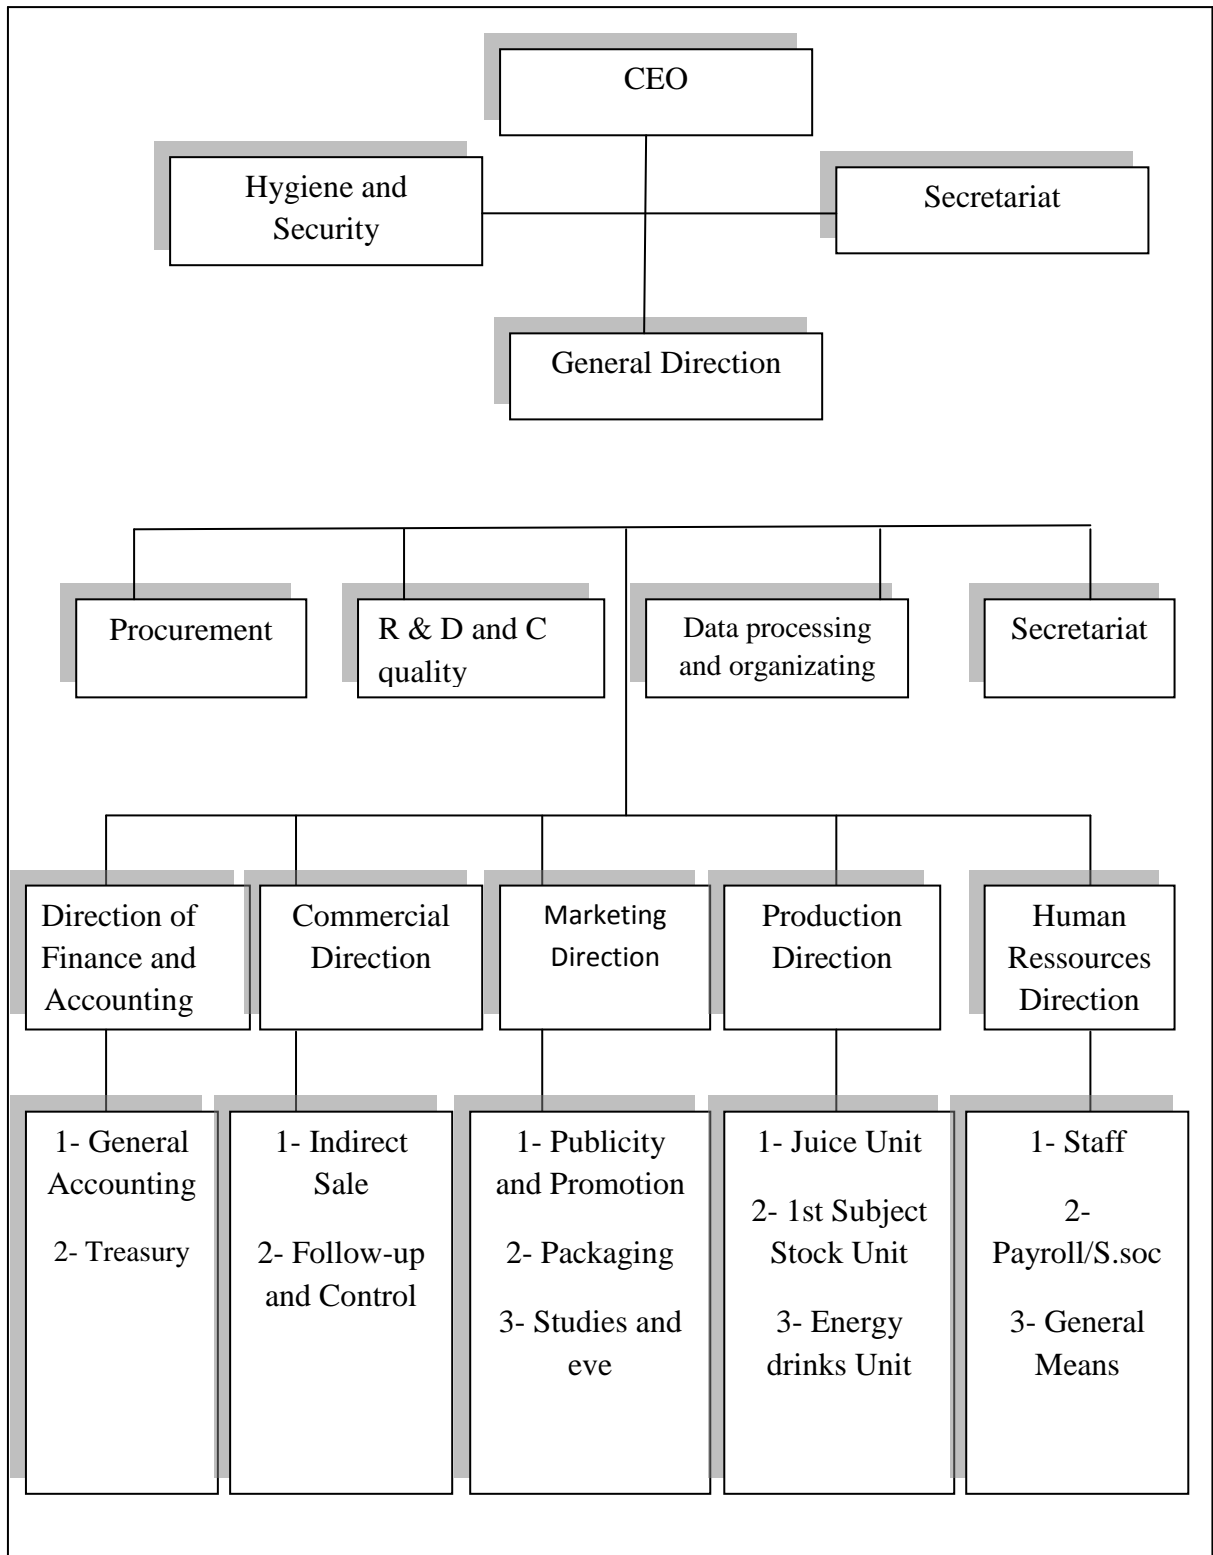 CEO
Hygiene and
Security
Secretariat
General Direction
Procurement
R & D and C
quality
Data processing
and organizating
Secretariat
Direction of
Finance and
Accounting
Commercial
Direction
Marketing
Direction
Production
Direction
Human
Ressources
Direction
1- General
Accounting
2- Treasury
1- Indirect
Sale
2- Follow-up
and Control
1- Publicity
and Promotion
2- Packaging
3- Studies and
eve
1- Juice Unit
2- 1st Subject
Stock Unit
3- Energy
drinks Unit
1- Staff
2-
Payroll/S.soc
3- General
Means